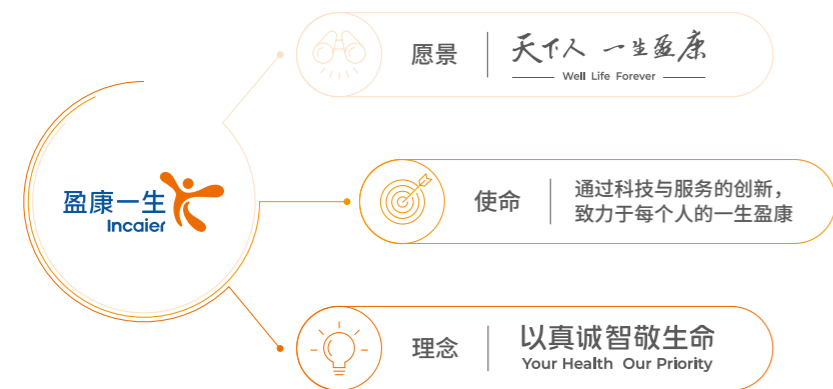 愿景
天下人 一生盈康
Well Life Forever
盈康一生
Incaier
使命
通过科技与服务的创新，
致力于每个人的一生盈康
理念
以真诚智敬生命
Your Health Our Priority